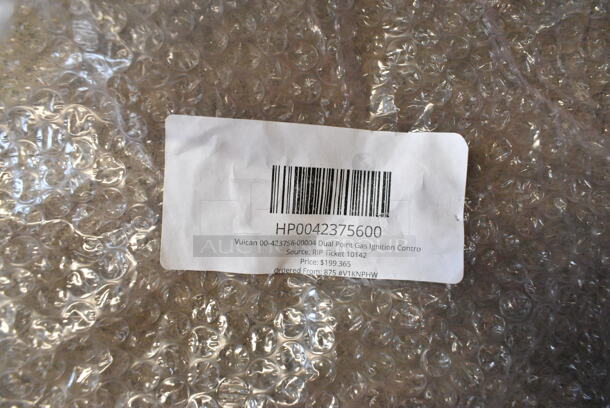 HP0042375600
Vulcan 00-423756-00004 Dual Point Gas Ignition Contro
Source: RIP Ticket 10142
Price: $199.365
ordered From: 875 #V1KNPHW